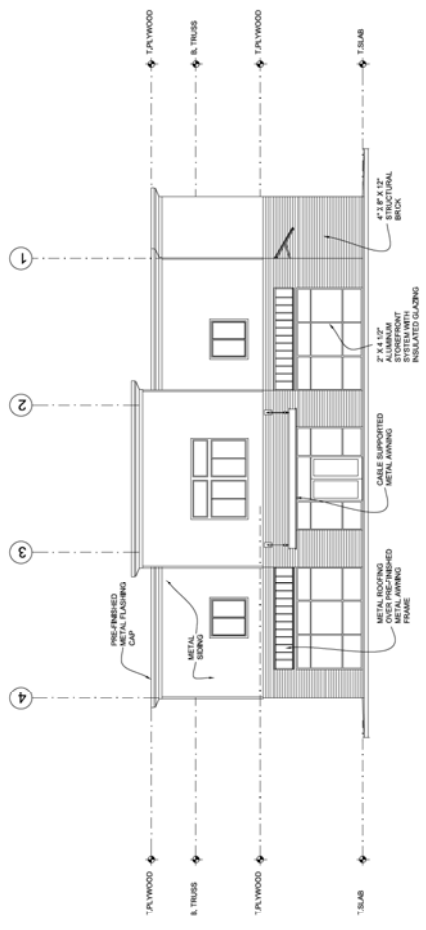 T.PLYWOOD
B. TRUSS
T.PLYWOOD
T.SLAB
1
2
3
4
4" X 8" X 12"
STRUCTURAL
BRICK
2" X 4 1/2"
ALUMINUM
STOREFRONT
SYSTEM WITH
INSULATED GLAZING
CABLE SUPPORTED
METAL AWNING
METAL ROOFING
OVER PRE-FINISHED
METAL AWNING
FRAME
PRE-FINISHED
METAL FLASHING
CAP
METAL
SIDING
T.PLYWOOD
B. TRUSS
T.PLYWOOD
T.SLAB